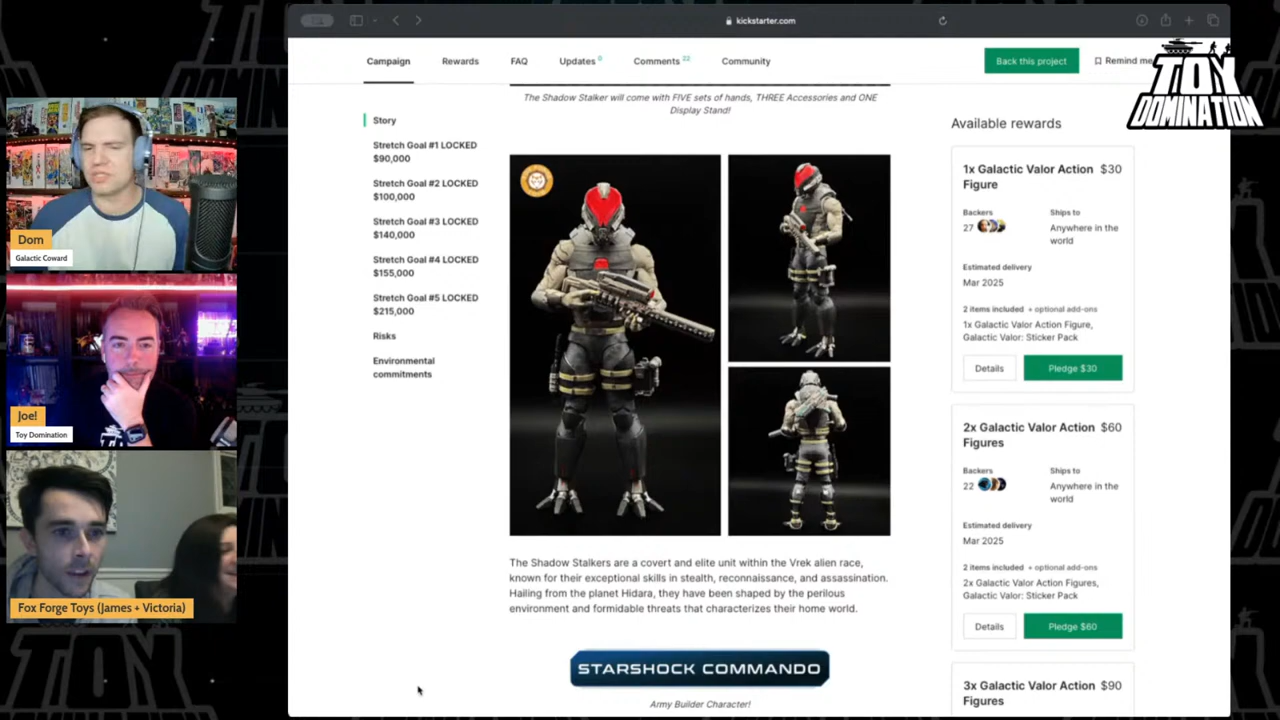 kickstarter.com
Campaign
Rewards
FAQ
Updates 0
Comments 22
Community
Back this project
Remind me
TOY
DOMINATION
The Shadow Stalker will come with FIVE sets of hands, THREE Accessories and ONE
Display Stand!
Story
Stretch Goal #1 LOCKED
$90,000
Stretch Goal #2 LOCKED
$100,000
Stretch Goal #3 LOCKED
$140,000
Stretch Goal #4 LOCKED
$155,000
Stretch Goal #5 LOCKED
$215,000
Risks
Environmental
commitments
The Shadow Stalkers are a covert and elite unit within the Vrek alien race,
known for their exceptional skills in stealth, reconnaissance, and assassination.
Hailing from the planet Hidara, they have been shaped by the perilous
environment and formidable threats that characterizes their home world.
STARSHOCK COMMANDO
Army Builder Character!
Available rewards
1x Galactic Valor Action $30
Figure
Backers
27
Ships to
Anywhere in the
world
Estimated delivery
Mar 2025
2 items included + optional add-ons
1x Galactic Valor Action Figure,
Galactic Valor: Sticker Pack
Details
Pledge $30
2x Galactic Valor Action $60
Figures
Backers
22
Ships to
Anywhere in the
world
Estimated delivery
Mar 2025
2 items included + optional add-ons
2x Galactic Valor Action Figures,
Galactic Valor: Sticker Pack
Details
Pledge $60
3x Galactic Valor Action $90
Figures
Dom
Galactic Coward
Joe!
Toy Domination
Fox Forge Toys (James + Victoria)
TOY